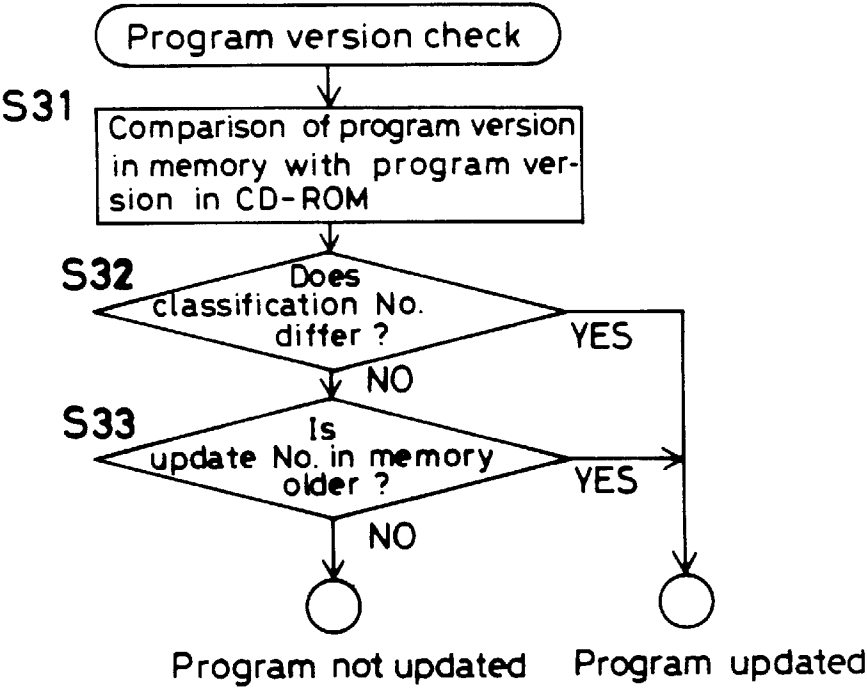 Program version check
S31
Comparison of program version
in memory with program ver-
sion in CD-ROM
S32
Does
classification No.
differ ?
YES
NO
S33
Is
update No. in memory
older ?
YES
NO
Program not updated
Program updated